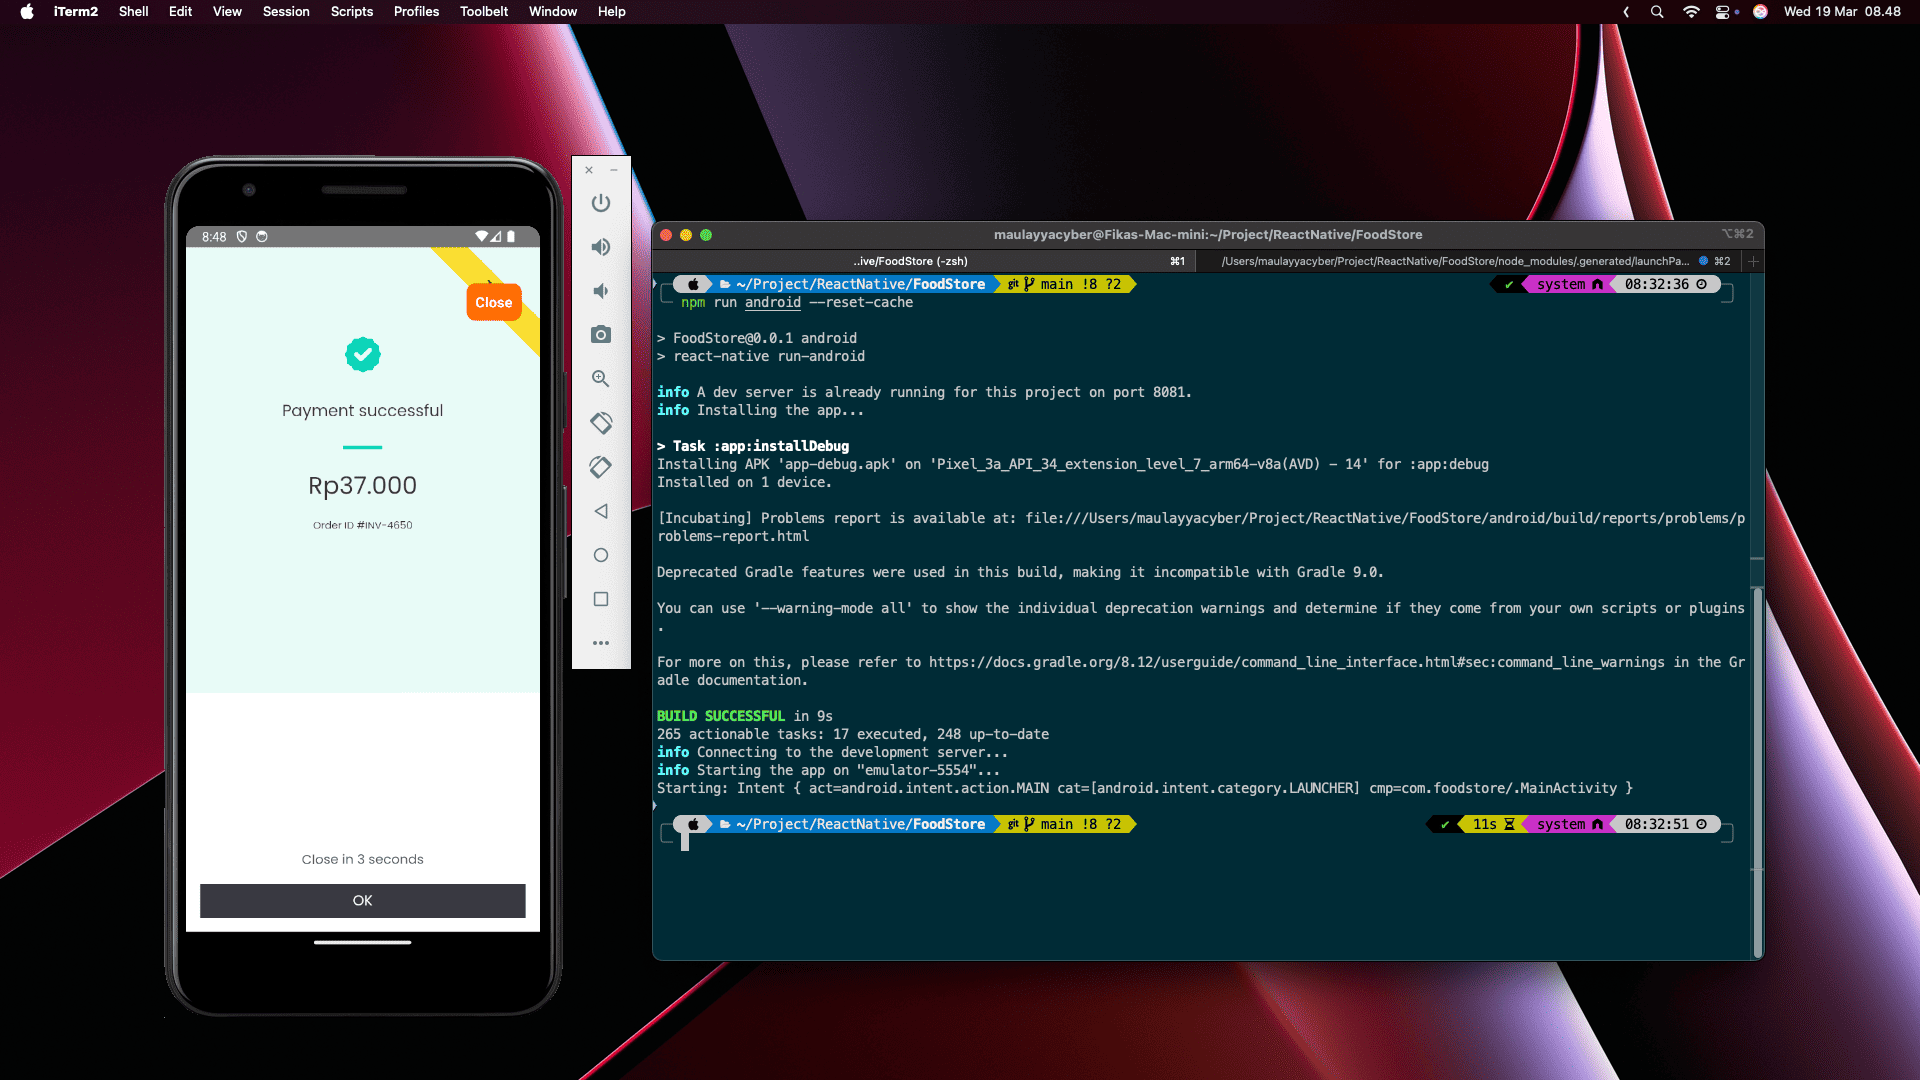 iTerm2 Shell Edit View Session Scripts Profiles Toolbelt Window Help
Wed 19 Mar 08.48
8:48
Close
Payment successful
Rp37.000
Order ID #INV-4650
Close in 3 seconds
OK
maulayyacyber@Fikas-Mac-mini:~/Project/ReactNative/FoodStore
⌥⌘2
..ive/FoodStore (-zsh) ⌘1
/Users/maulayyacyber/Project/ReactNative/FoodStore/node_modules/.generated/launchPa... ⌘2
~/Project/ReactNative/FoodStore git main !8 ?2 ✔ system 08:32:36
npm run android --reset-cache
> FoodStore@0.0.1 android
> react-native run-android
info A dev server is already running for this project on port 8081.
info Installing the app...
> Task :app:installDebug
Installing APK 'app-debug.apk' on 'Pixel_3a_API_34_extension_level_7_arm64-v8a(AVD) - 14' for :app:debug
Installed on 1 device.
[Incubating] Problems report is available at: file:///Users/maulayyacyber/Project/ReactNative/FoodStore/android/build/reports/problems/p
roblems-report.html
Deprecated Gradle features were used in this build, making it incompatible with Gradle 9.0.
You can use '--warning-mode all' to show the individual deprecation warnings and determine if they come from your own scripts or plugins
.
For more on this, please refer to https://docs.gradle.org/8.12/userguide/command_line_interface.html#sec:command_line_warnings in the Gr
adle documentation.
BUILD SUCCESSFUL in 9s
265 actionable tasks: 17 executed, 248 up-to-date
info Connecting to the development server...
info Starting the app on "emulator-5554"...
Starting: Intent { act=android.intent.action.MAIN cat=[android.intent.category.LAUNCHER] cmp=com.foodstore/.MainActivity }
~/Project/ReactNative/FoodStore git main !8 ?2 ✔ 11s system 08:32:51